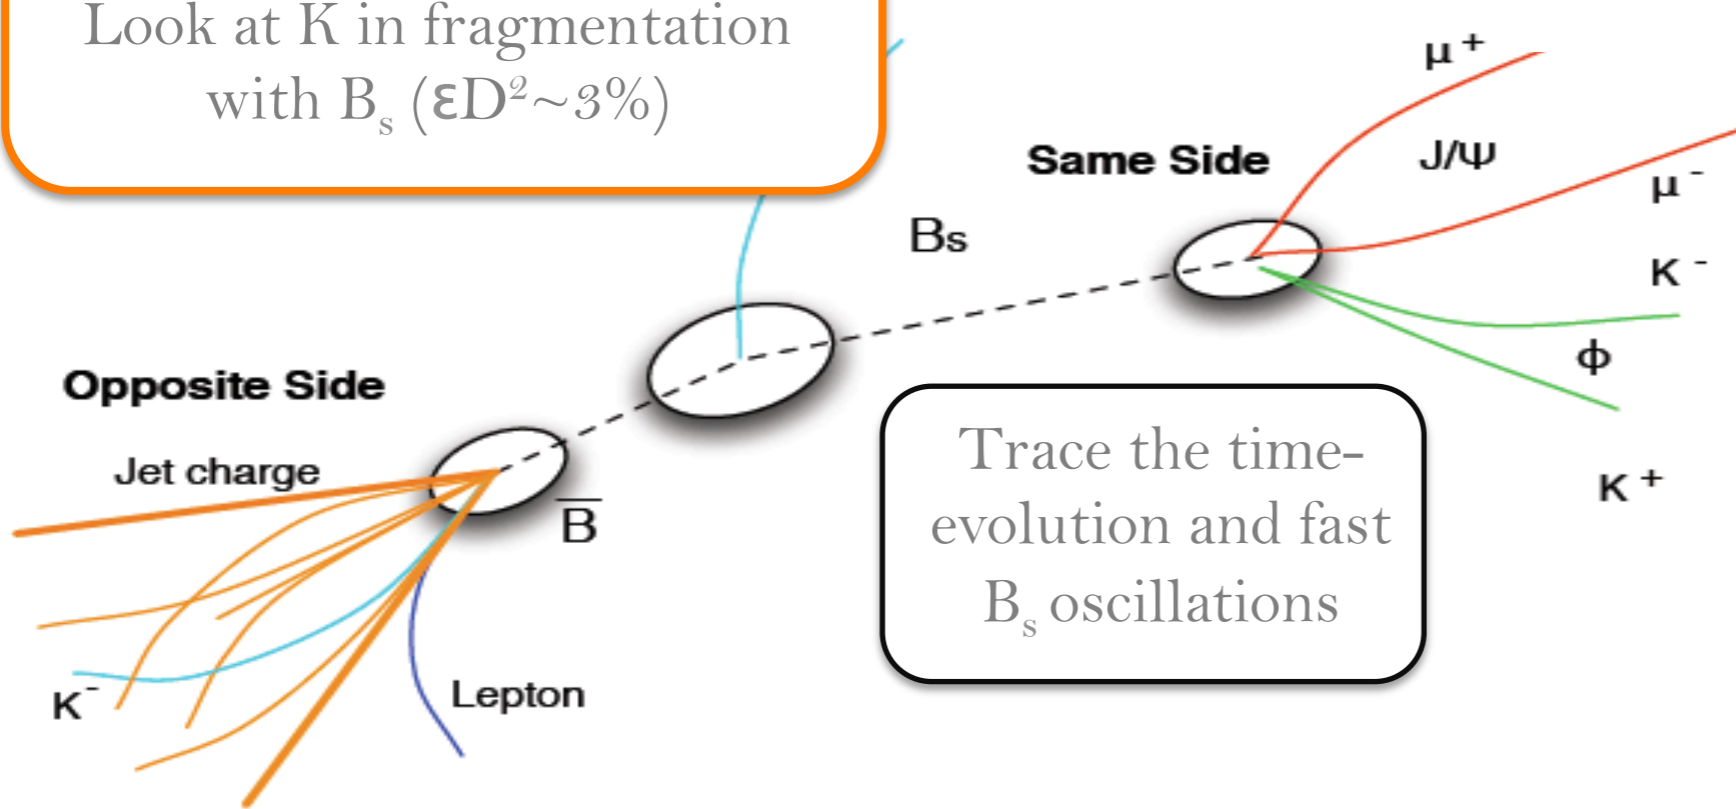 Look at K in fragmentation
with Bₛ (εD²~3%)
μ⁺
Same Side
J/Ψ
μ⁻
Bs
K⁻
ϕ
Opposite Side
Jet charge
B̅
Trace the time-
evolution and fast
Bₛ oscillations
K⁺
K⁻
Lepton